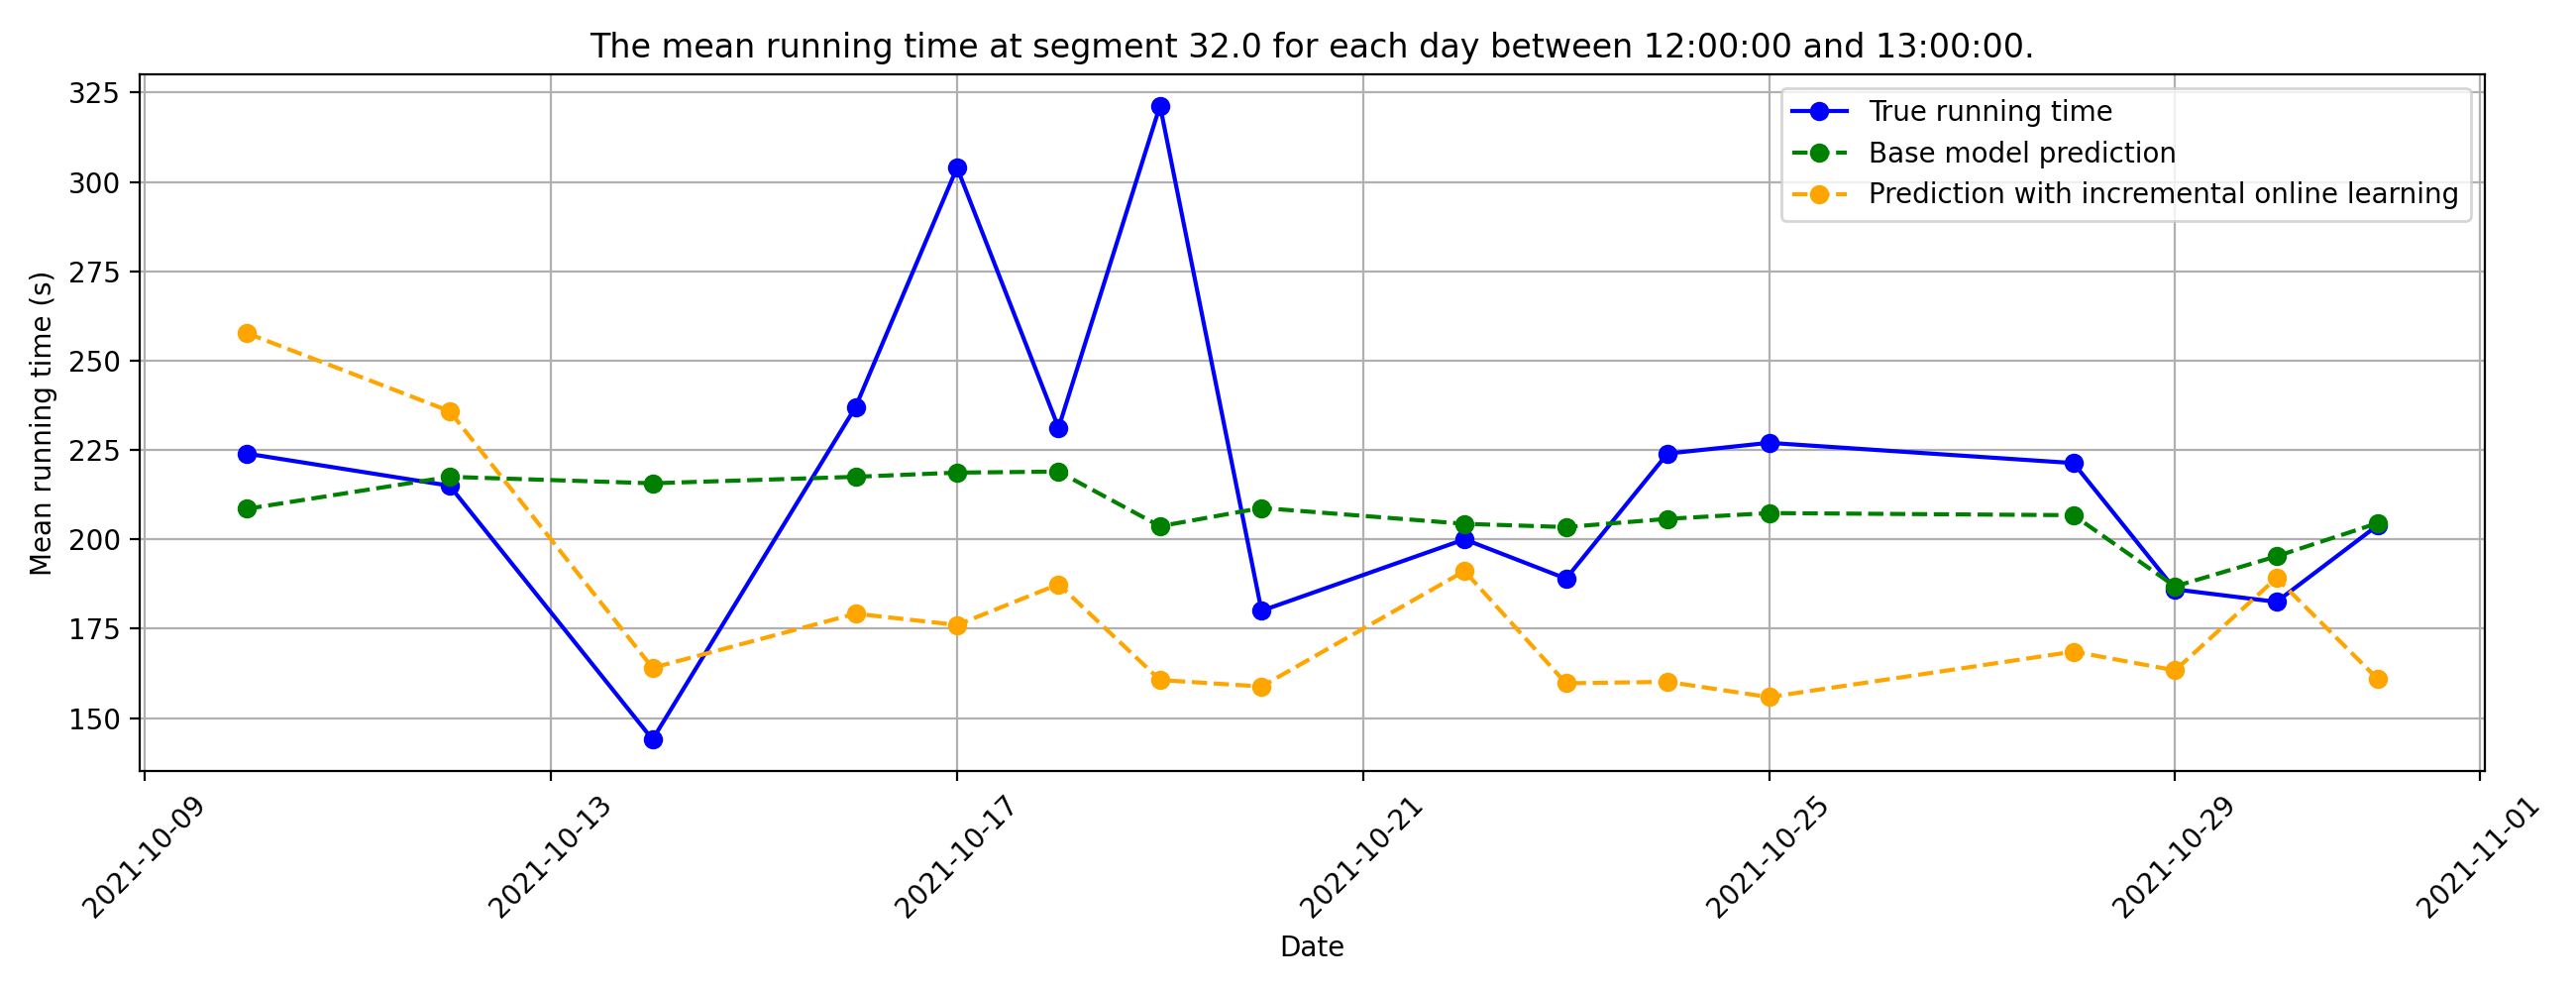 The mean running time at segment 32.0 for each day between 12:00:00 and 13:00:00.
True running time
Base model prediction
Prediction with incremental online learning
Mean running time (s)
325
300
275
250
225
200
175
150
2021-10-09
2021-10-13
2021-10-17
2021-10-21
2021-10-25
2021-10-29
2021-11-01
Date